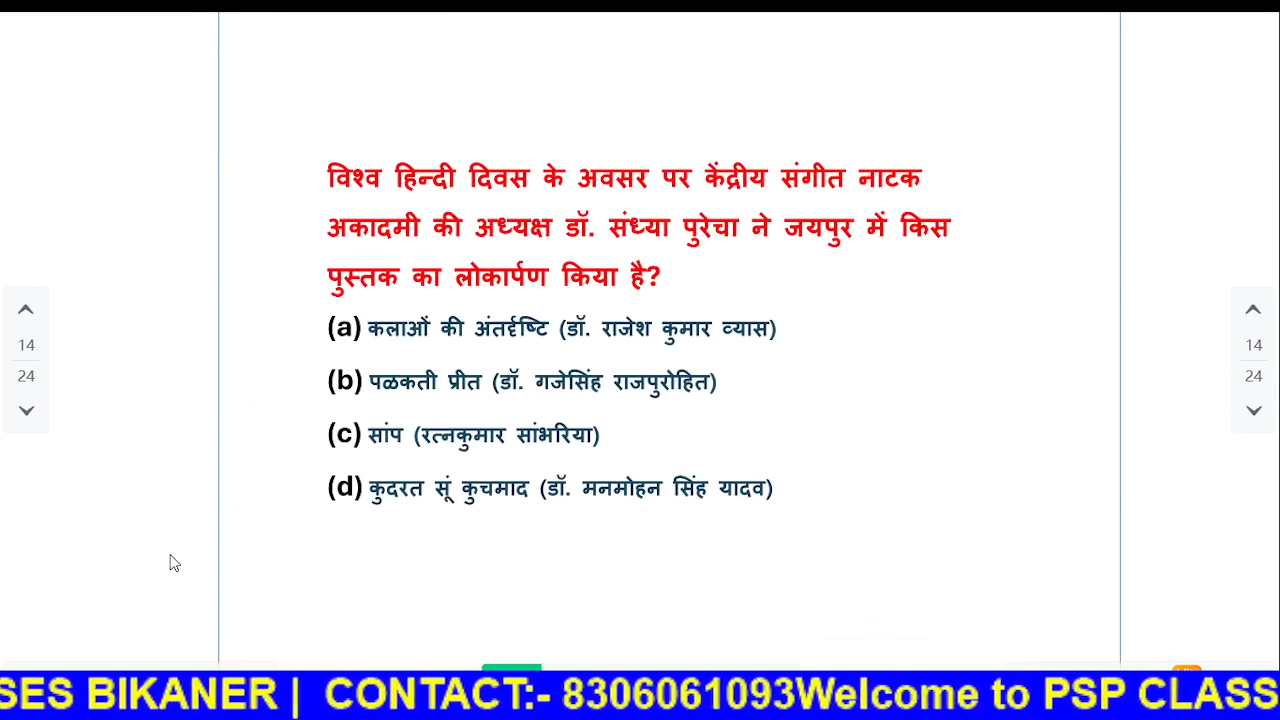 विश्व हिन्दी दिवस के अवसर पर केंद्रीय संगीत नाटक
अकादमी की अध्यक्ष डॉ. संध्या पुरेचा ने जयपुर में किस
पुस्तक का लोकार्पण किया है?
(a) कलाओं की अंतर्दृष्टि (डॉ. राजेश कुमार व्यास)
(b) पळकती प्रीत (डॉ. गजेसिंह राजपुरोहित)
(c) सांप (रत्नकुमार सांभरिया)
(d) कुदरत सूं कुचमाद (डॉ. मनमोहन सिंह यादव)
14
24
14
24
SES BIKANER | CONTACT:- 8306061093Welcome to PSP CLASS